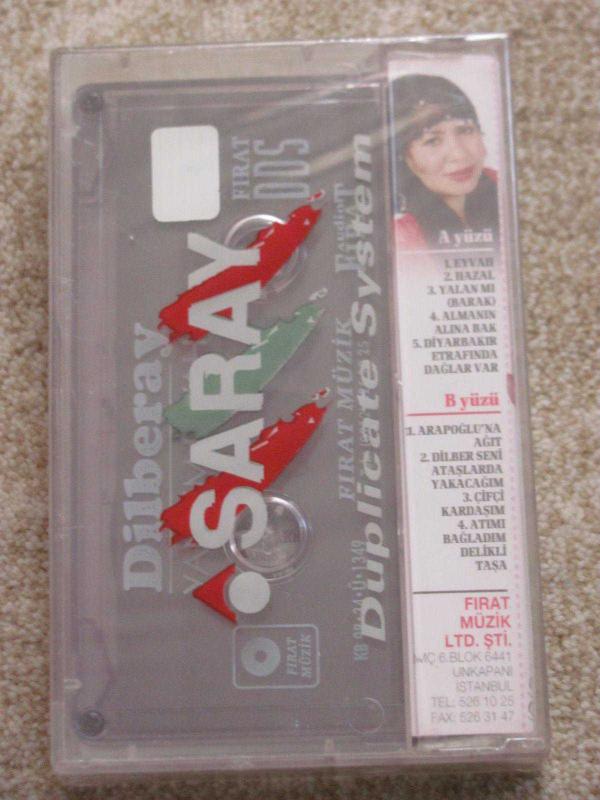 Dilberay
SARAY
FIRAT
DDS
FIRAT MÜZİK
Duplicate System
FIRAT
MÜZİK
A yüzü
1. EYVAH
2. HAZAL
3. YALAN MI
(BARAK)
4. ALMANIN
ALINA BAK
5. DİYARBAKIR
ETRAFINDA
DAĞLAR VAR
B yüzü
1. ARAPOĞLU'NA
AĞIT
2. DİLBER SENİ
ATAŞLARDA
YAKACAĞIM
3. ÇİFÇİ
KARDAŞIM
4. ATIMI
BAĞLADIM
DELİKLİ
TAŞA
FIRAT
MÜZİK
LTD. ŞTİ.
İMÇ 6.BLOK 6441
UNKAPANI
İSTANBUL
TEL: 526 10 25
FAX: 526 31 47